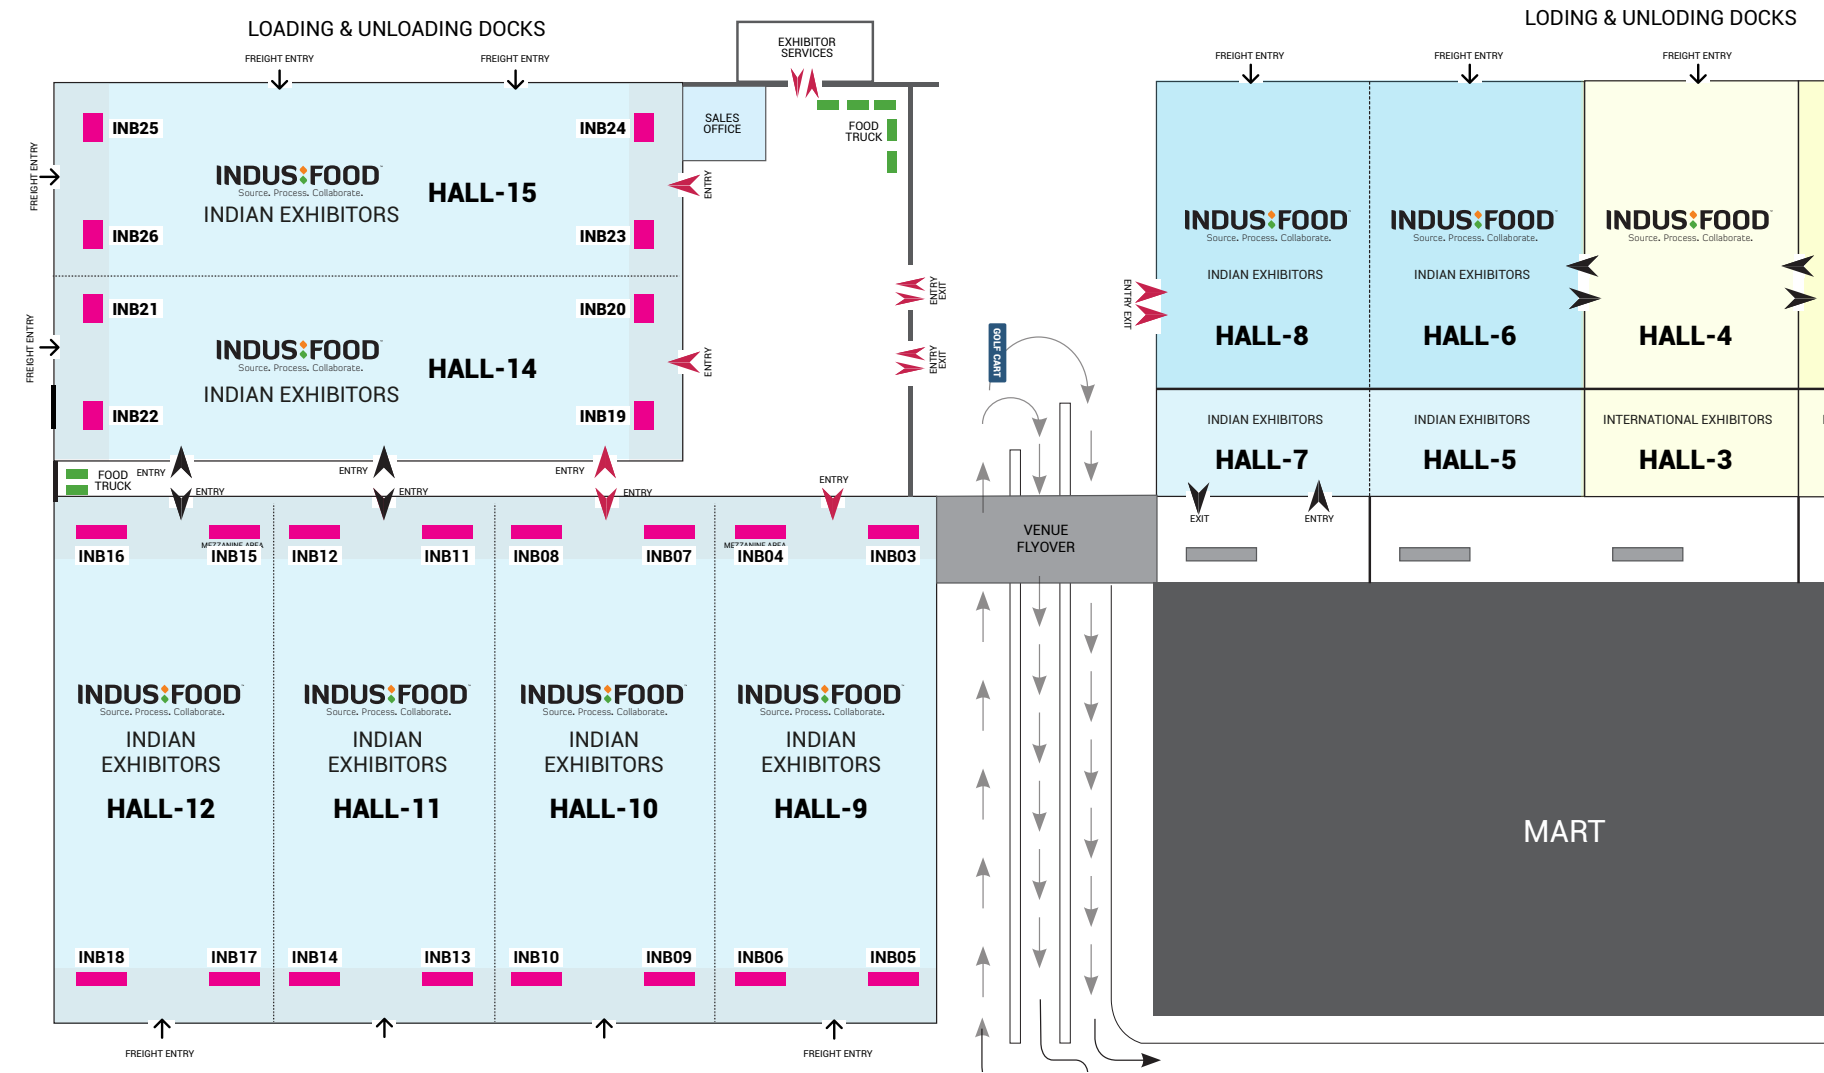 LOADING & UNLOADING DOCKS
LODING & UNLODING DOCKS
FREIGHT ENTRY
FREIGHT ENTRY
EXHIBITOR
SERVICES
FREIGHT ENTRY
FREIGHT ENTRY
FREIGHT ENTRY
INB25
INB24
SALES
OFFICE
FOOD
TRUCK
FREIGHT ENTRY
INDUS FOOD
Source. Process. Collaborate.
INDIAN EXHIBITORS
HALL-15
ENTRY
INB26
INB23
INB21
INB20
FREIGHT ENTRY
INDUS FOOD
Source. Process. Collaborate.
INDIAN EXHIBITORS
HALL-14
ENTRY
INB22
INB19
ENTRY
EXIT
ENTRY
EXIT
GOLF CART
ENTRY EXIT
INDUS FOOD
Source. Process. Collaborate.
INDIAN EXHIBITORS
HALL-8
INDUS FOOD
Source. Process. Collaborate.
INDIAN EXHIBITORS
HALL-6
INDUS FOOD
Source. Process. Collaborate.
HALL-4
INDIAN EXHIBITORS
HALL-7
INDIAN EXHIBITORS
HALL-5
INTERNATIONAL EXHIBITORS
HALL-3
EXIT
ENTRY
FOOD
TRUCK
ENTRY
ENTRY
ENTRY
ENTRY
ENTRY
ENTRY
ENTRY
VENUE
FLYOVER
MEZZANINE AREA
MEZZANINE AREA
INB16
INB15
INB12
INB11
INB08
INB07
INB04
INB03
INDUS FOOD
Source. Process. Collaborate.
INDIAN
EXHIBITORS
HALL-12
INDUS FOOD
Source. Process. Collaborate.
INDIAN
EXHIBITORS
HALL-11
INDUS FOOD
Source. Process. Collaborate.
INDIAN
EXHIBITORS
HALL-10
INDUS FOOD
Source. Process. Collaborate.
INDIAN
EXHIBITORS
HALL-9
MART
INB18
INB17
INB14
INB13
INB10
INB09
INB06
INB05
FREIGHT ENTRY
FREIGHT ENTRY